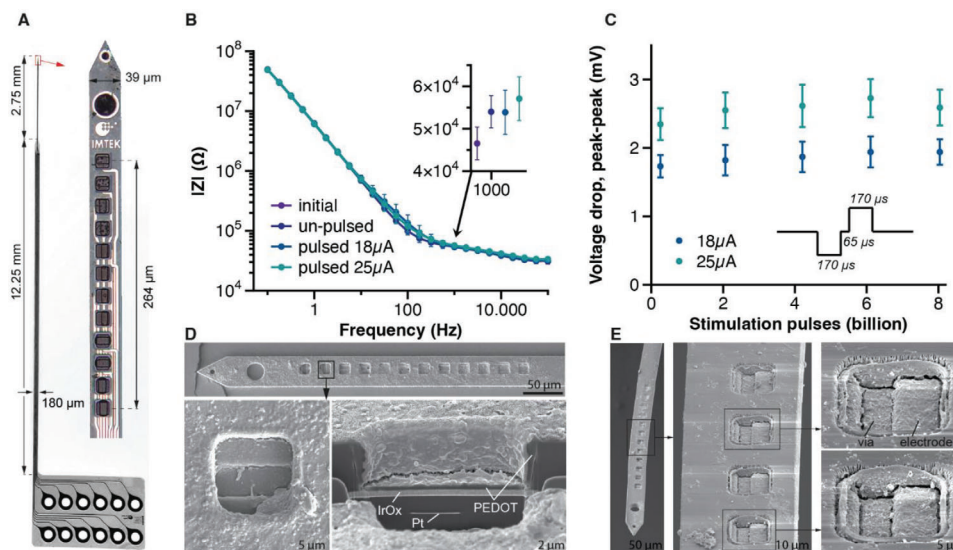 A
2.75 mm
39 µm
IMTEK
12.25 mm
264 µm
180 µm
B
10⁸
10⁷
10⁶
10⁵
10⁴
IZI (Ω)
6×10⁴
5×10⁴
4×10⁴
1000
initial
un-pulsed
pulsed 18µA
pulsed 25µA
1
100
10.000
Frequency (Hz)
C
Voltage drop, peak-peak (mV)
3
2
1
0
170 µs
65 µs
170 µs
18µA
25µA
0
2
4
6
8
Stimulation pulses (billion)
D
50 µm
5 µm
IrOx
Pt
PEDOT
2 µm
E
50 µm
10 µm
via
electrode
5 µm